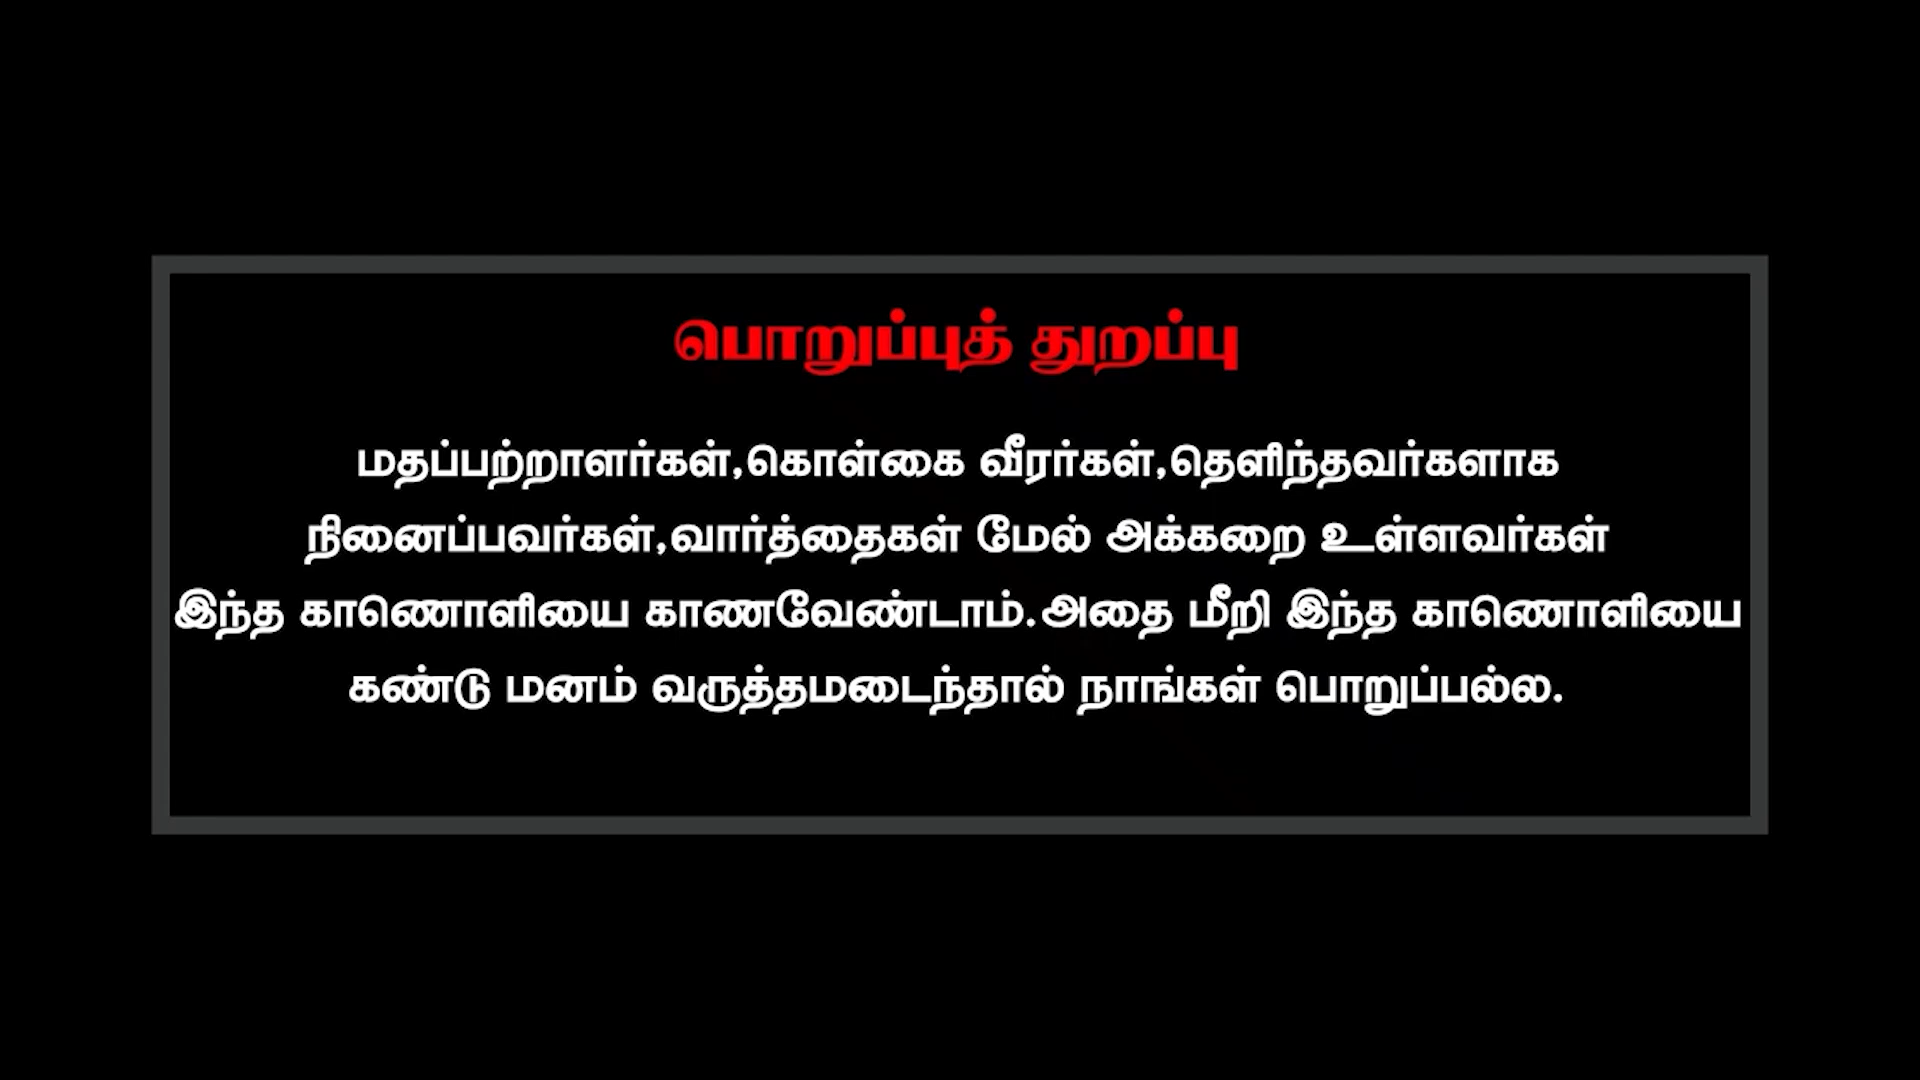 பொறுப்புத் துறப்பு
மதப்பற்றாளர்கள்,கொள்கை வீரர்கள்,தெளிந்தவர்களாக
நினைப்பவர்கள்,வார்த்தைகள் மேல் அக்கறை உள்ளவர்கள்
இந்த காணொளியை காணவேண்டாம்.அதை மீறி இந்த காணொளியை
கண்டு மனம் வருத்தமடைந்தால் நாங்கள் பொறுப்பல்ல.